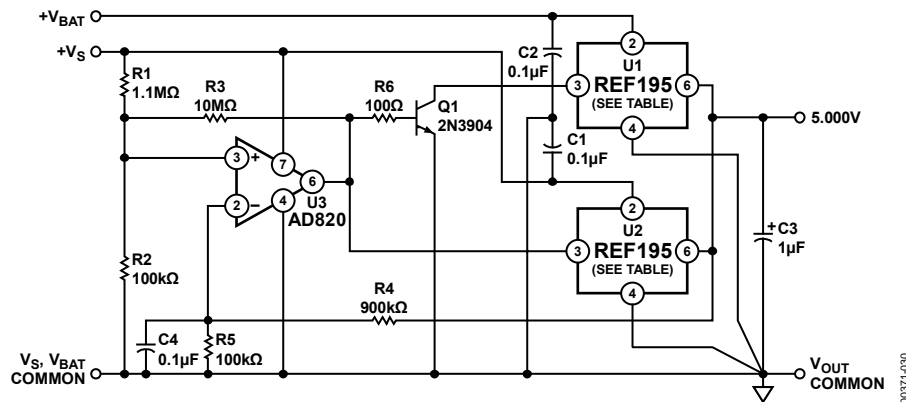 +VBAT
+VS
R1
1.1MΩ
R3
10MΩ
R6
100Ω
Q1
2N3904
C2
0.1µF
C1
0.1µF
2
U1
3
REF195
6
(SEE TABLE)
4
5.000V
3
+
7
6
2
–
4
U3
AD820
2
U2
3
REF195
6
(SEE TABLE)
4
+
C3
1µF
R2
100kΩ
R4
900kΩ
C4
0.1µF
R5
100kΩ
VS, VBAT
COMMON
VOUT
COMMON
00371-030